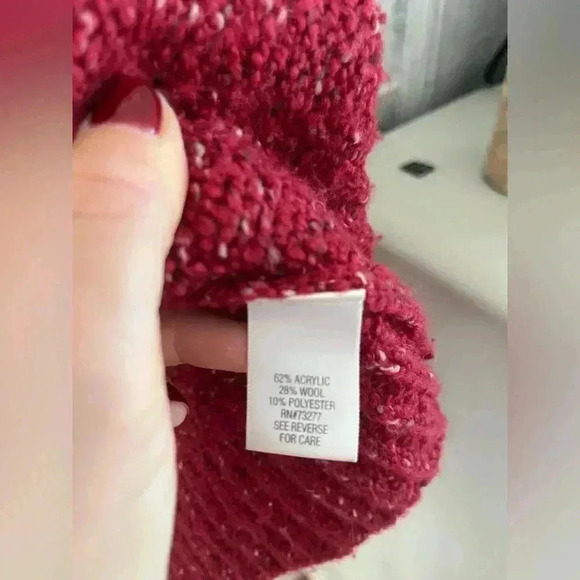 62% ACRYLIC
28% WOOL
10% POLYESTER
RN#73277
SEE REVERSE
FOR CARE